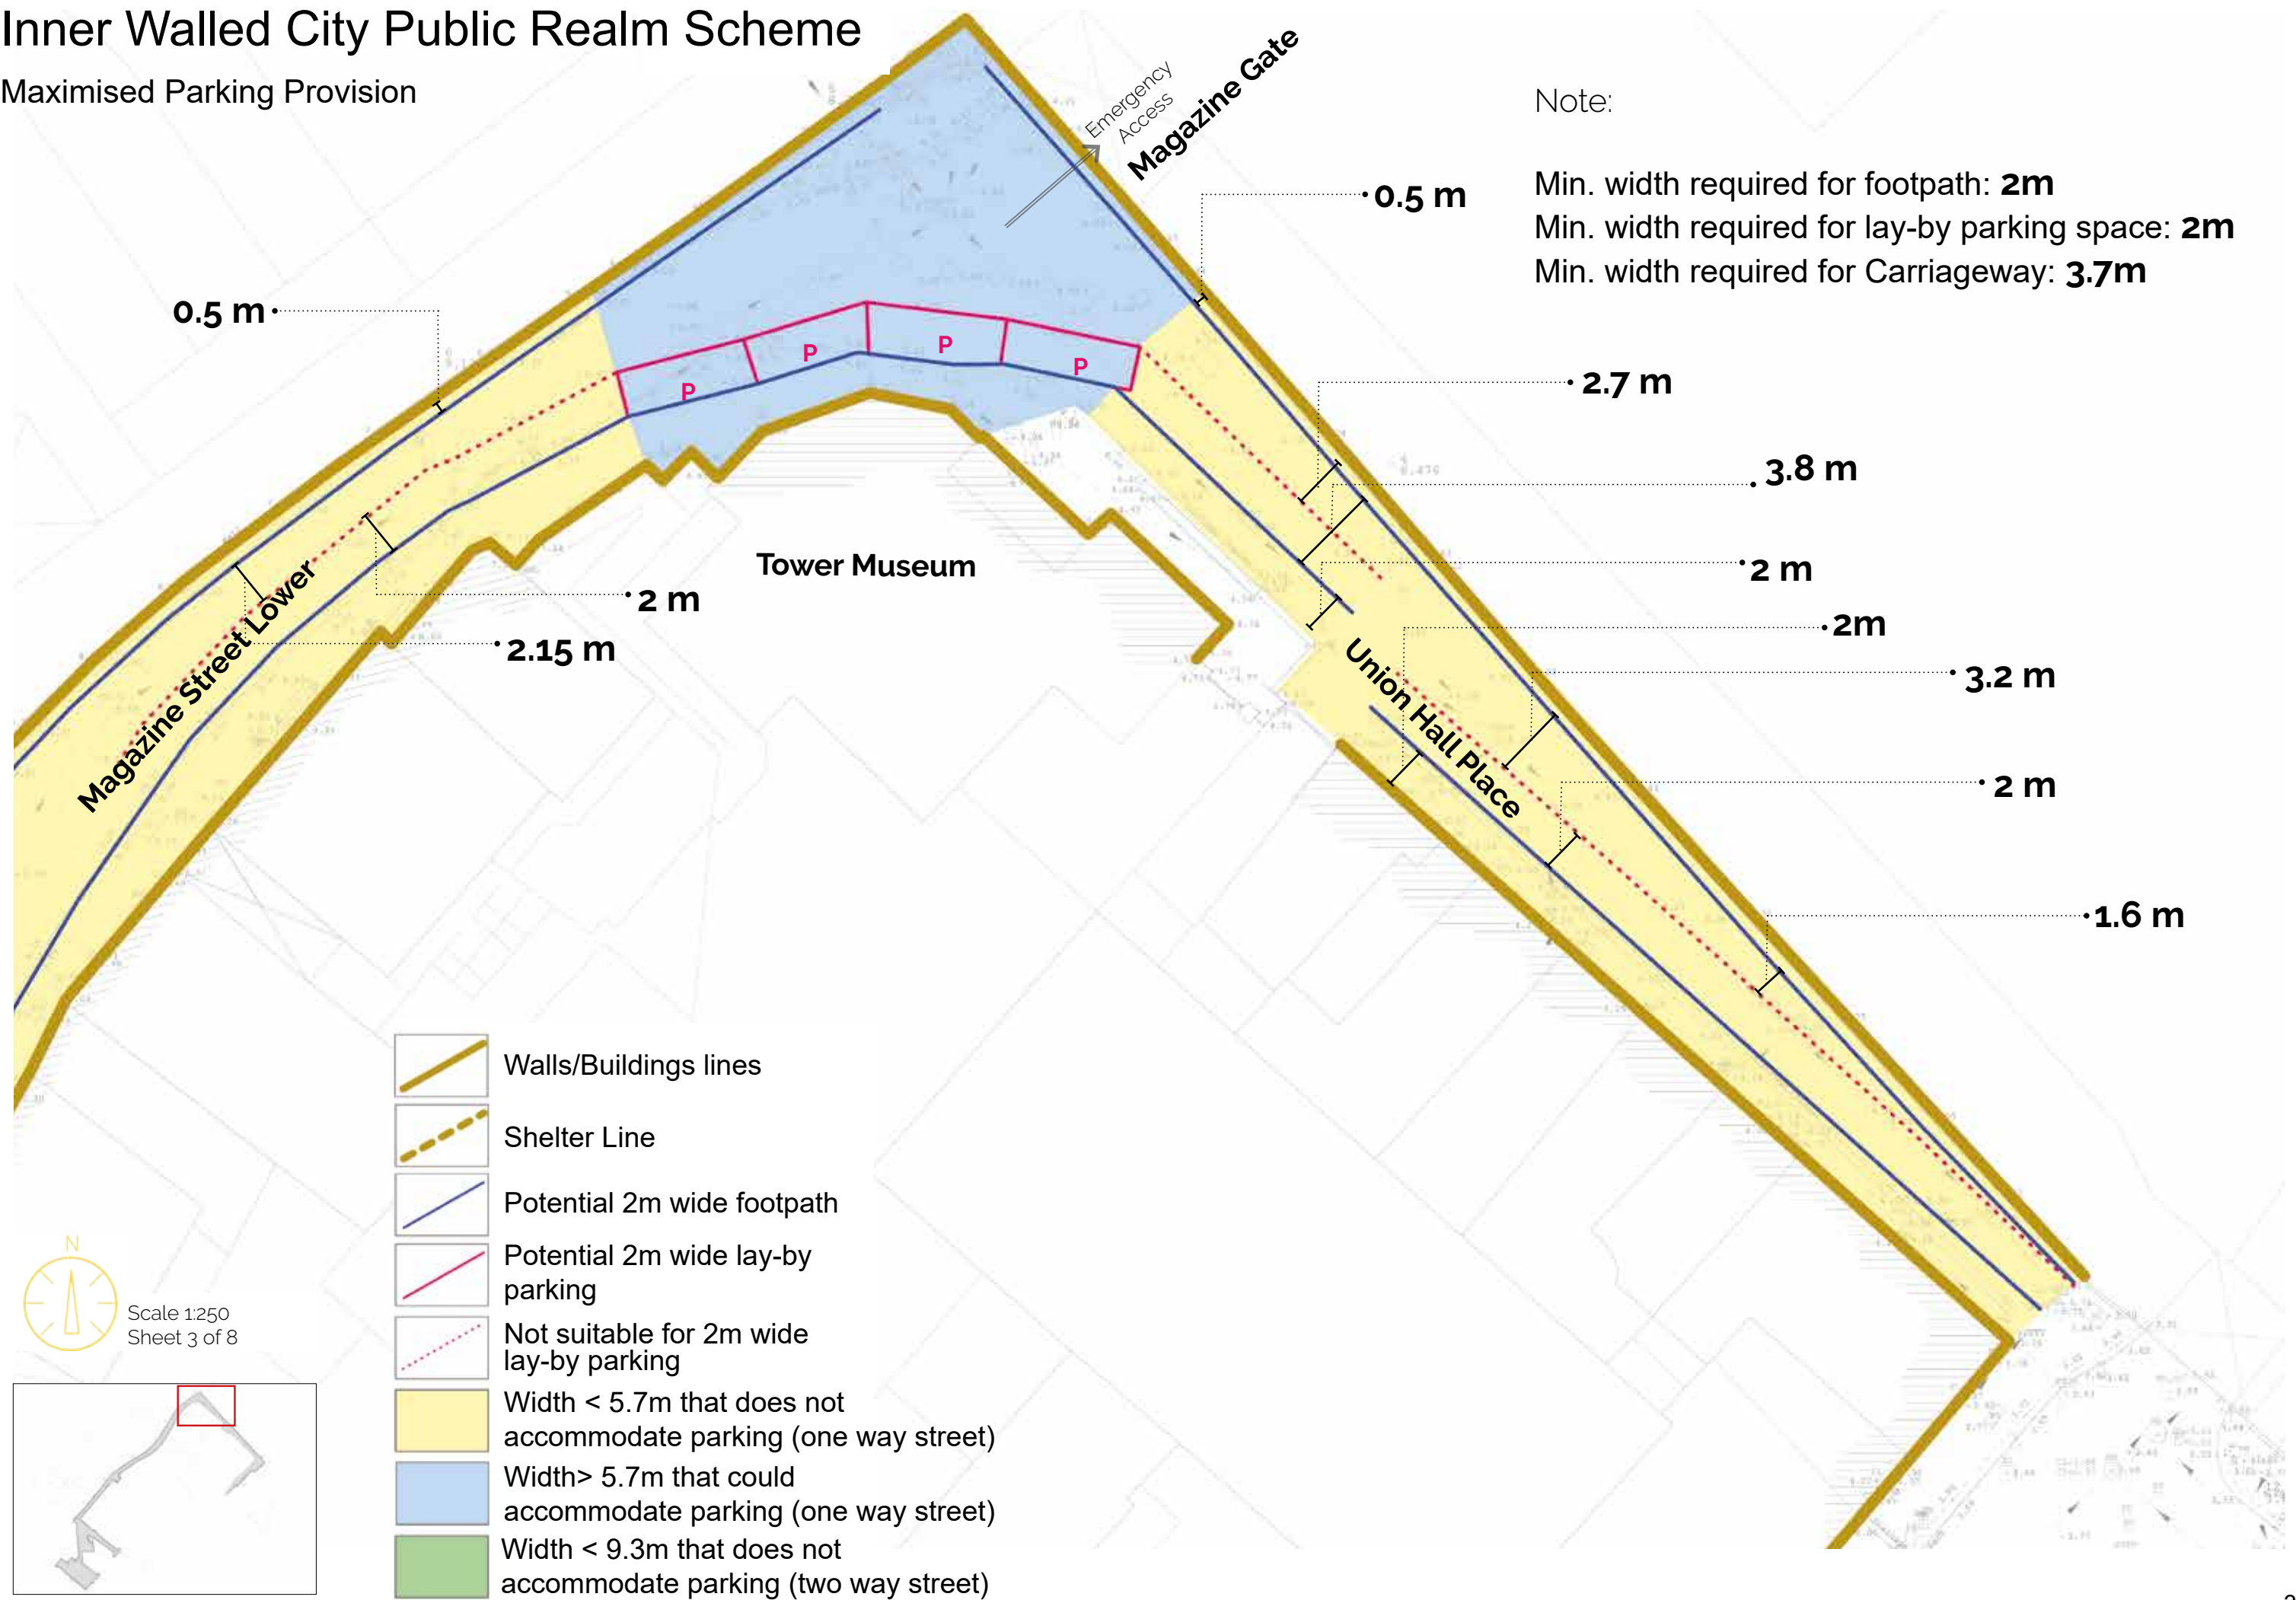 Inner Walled City Public Realm Scheme
Maximised Parking Provision
Emergency
Access
Magazine Gate
Note:
Min. width required for footpath: 2m
Min. width required for lay-by parking space: 2m
Min. width required for Carriageway: 3.7m
0.5 m
0.5 m
2.7 m
3.8 m
2 m
2m
3.2 m
2 m
1.6 m
P
P
P
P
Tower Museum
2 m
2.15 m
Magazine Street Lower
Union Hall Place
Walls/Buildings lines
Shelter Line
Potential 2m wide footpath
Potential 2m wide lay-by
parking
Not suitable for 2m wide
lay-by parking
Width < 5.7m that does not
accommodate parking (one way street)
Width> 5.7m that could
accommodate parking (one way street)
Width < 9.3m that does not
accommodate parking (two way street)
N
Scale 1:250
Sheet 3 of 8